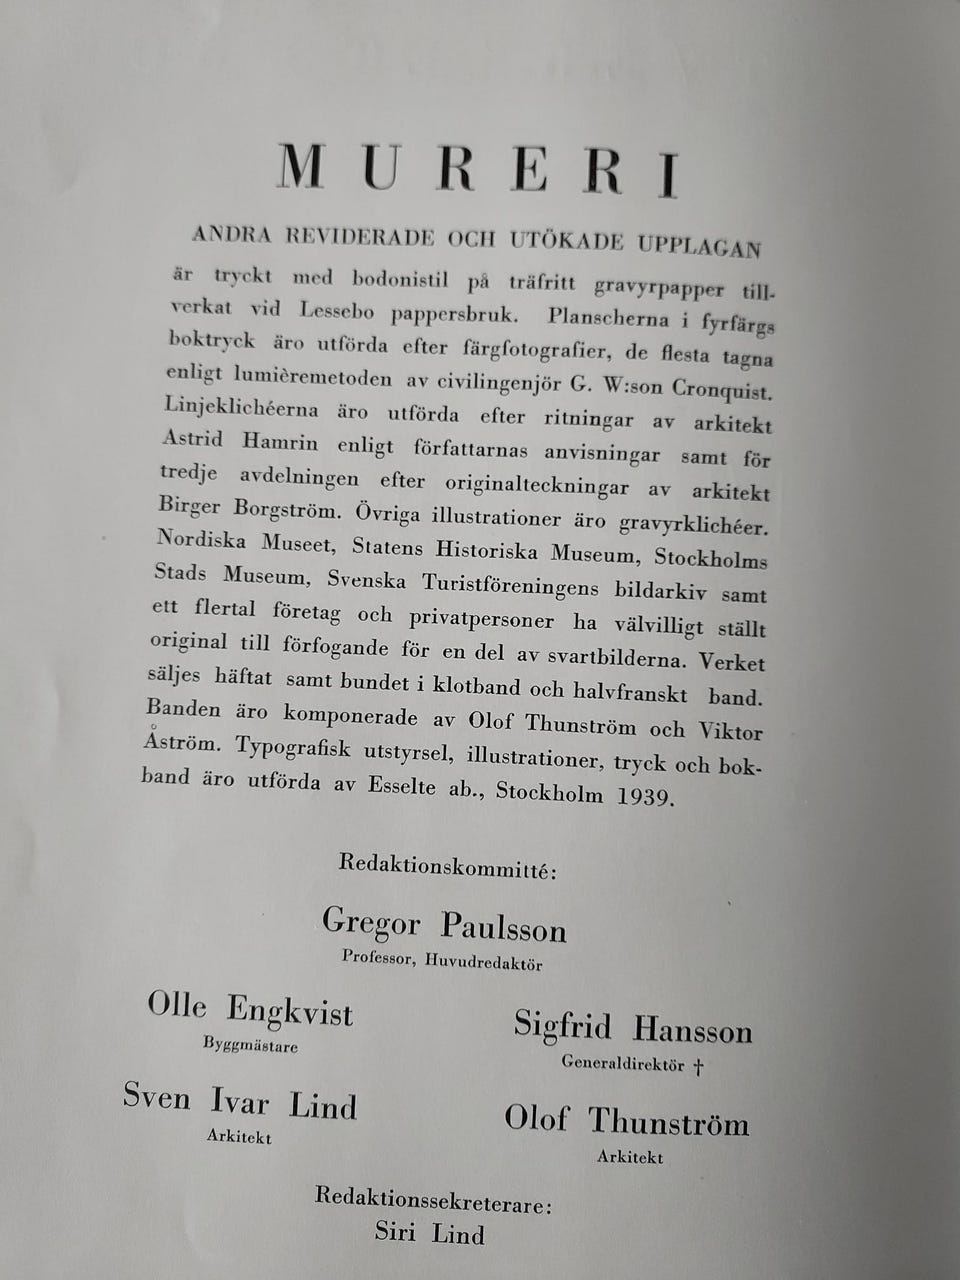 MURERI
ANDRA REVIDERADE OCH UTÖKADE UPPLAGAN
är tryckt med bodonistil på träfritt gravyrpapper till-
verkat vid Lessebo pappersbruk. Planscherna i fyrfärgs
boktryck äro utförda efter färgfotografier, de flesta tagna
enligt lumièremetoden av civilingenjör G. W:son Cronquist.
Linjeklichéerna äro utförda efter ritningar av arkitekt
Astrid Hamrin enligt författarnas anvisningar samt för
tredje avdelningen efter originalteckningar av arkitekt
Birger Borgström. Övriga illustrationer äro gravyrklichéer.
Nordiska Museet, Statens Historiska Museum, Stockholms
Stads Museum, Svenska Turistföreningens bildarkiv samt
ett flertal företag och privatpersoner ha välvilligt ställt
original till förfogande för en del av svartbilderna. Verket
säljes häftat samt bundet i klotband och halvfranskt band.
Banden äro komponerade av Olof Thunström och Viktor
Åström. Typografisk utstyrsel, illustrationer, tryck och bok-
band äro utförda av Esselte ab., Stockholm 1939.
Redaktionskommitté:
Gregor Paulsson
Professor, Huvudredaktör
Olle Engkvist
Byggmästare
Sigfrid Hansson
Generaldirektör †
Sven Ivar Lind
Arkitekt
Olof Thunström
Arkitekt
Redaktionssekreterare:
Siri Lind